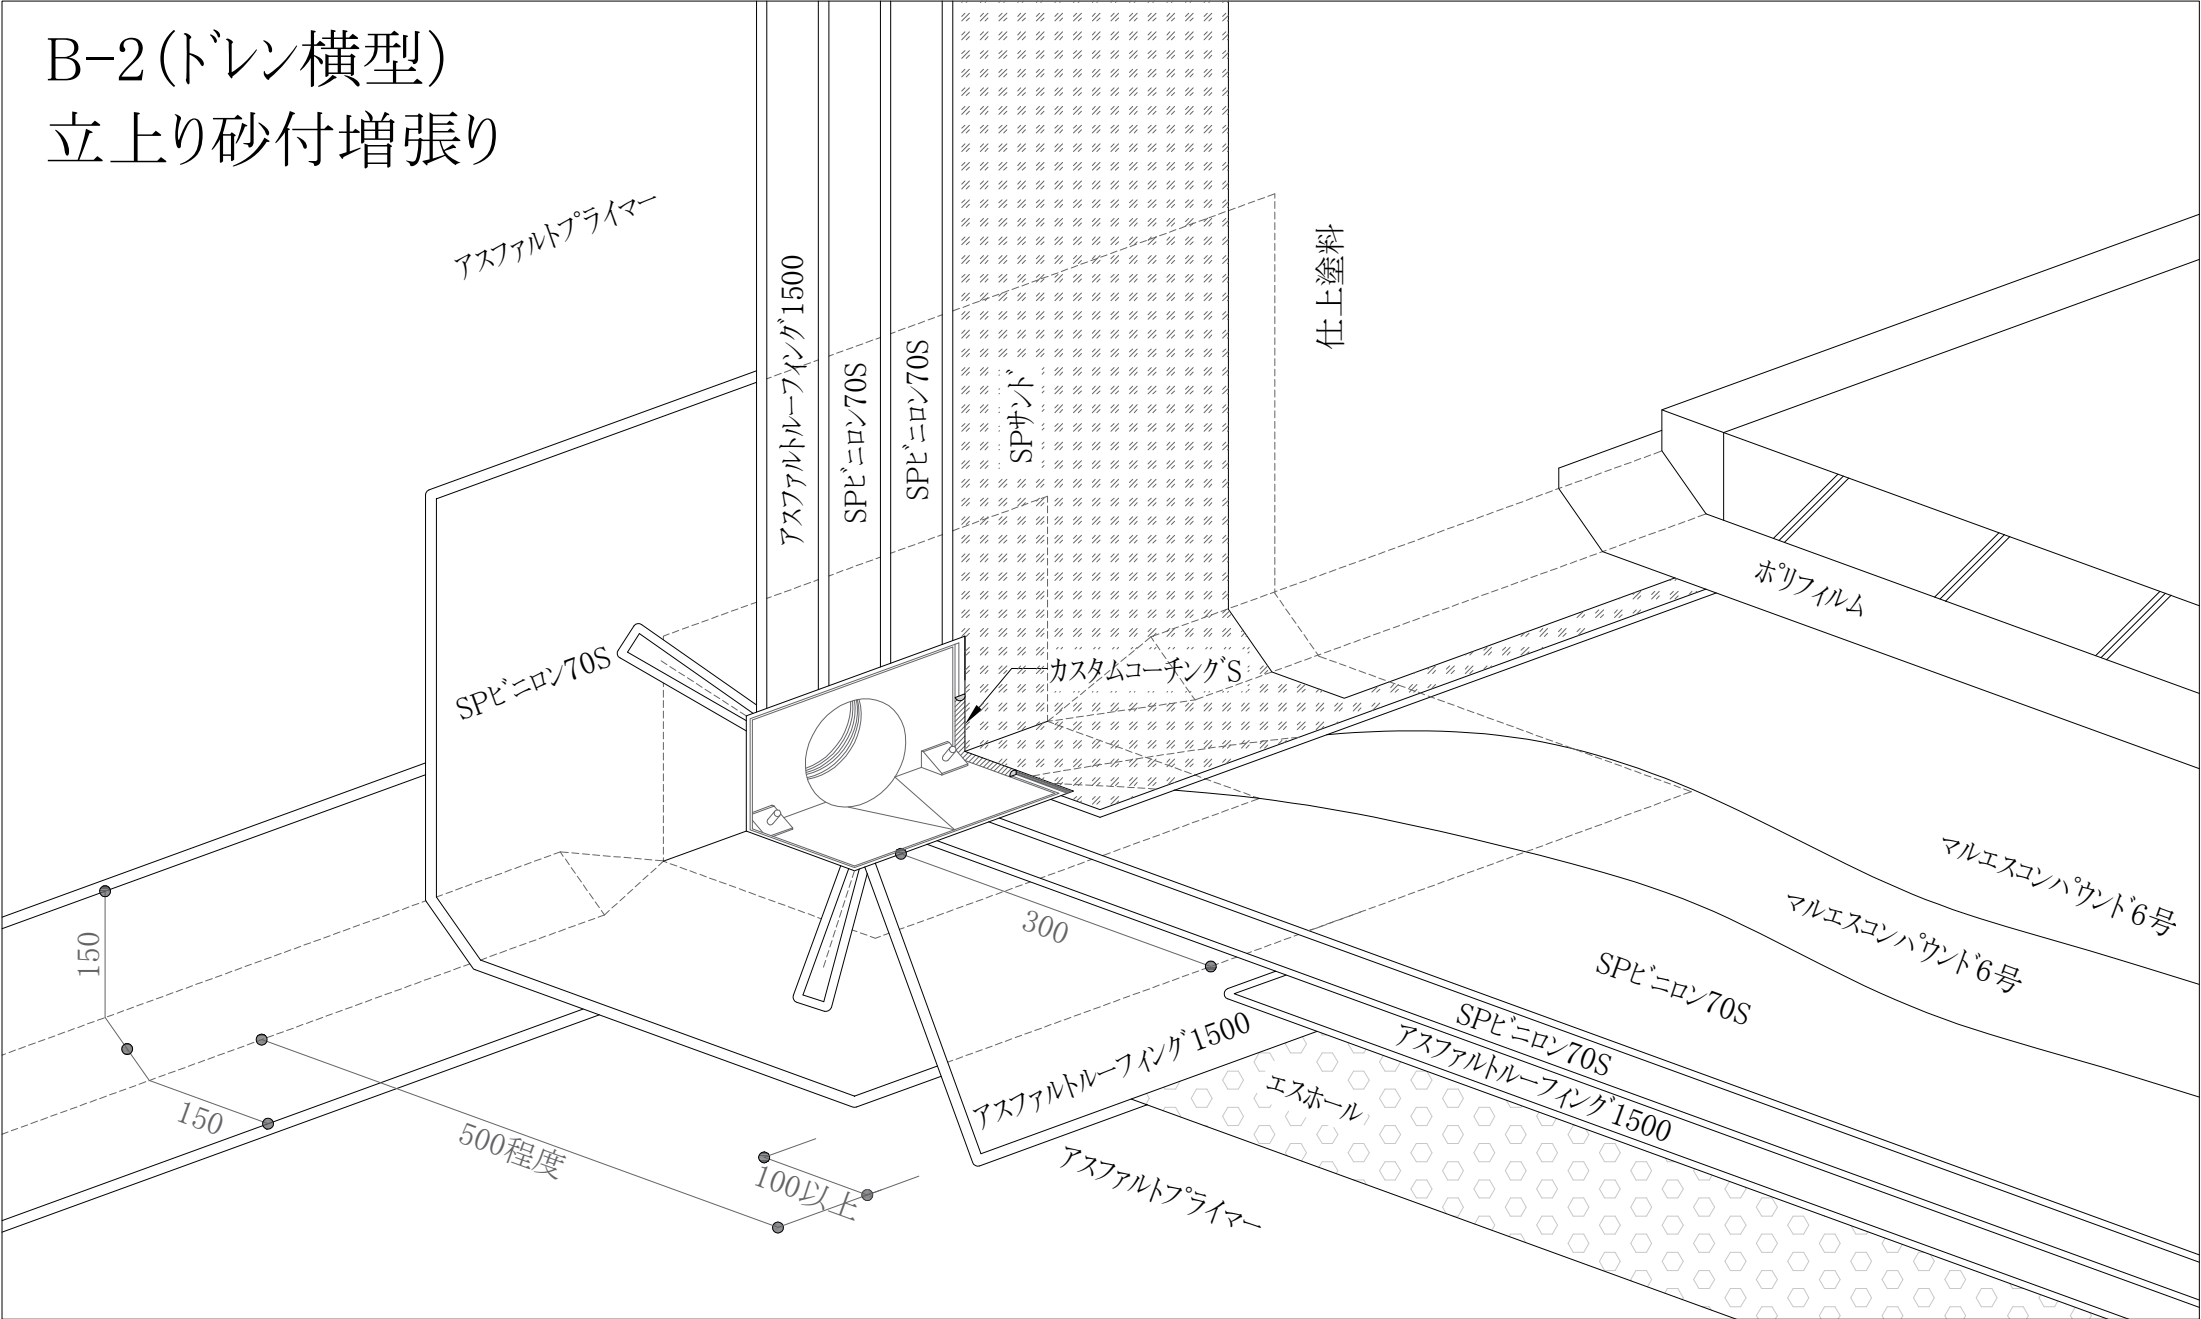 B-2(ドレン横型)
立上り砂付増張り
アスファルトプライマー
アスファルトルーフィング1500
SPビニロン70S
SPビニロン70S
SPサンド
仕上塗料
ポリフィルム
SPビニロン70S
カスタムコーチングS
マルエスコンパウンド6号
マルエスコンパウンド6号
SPビニロン70S
SPビニロン70S
アスファルトルーフィング1500
エスホール
アスファルトルーフィング1500
アスファルトプライマー
300
150
150
500程度
100以上